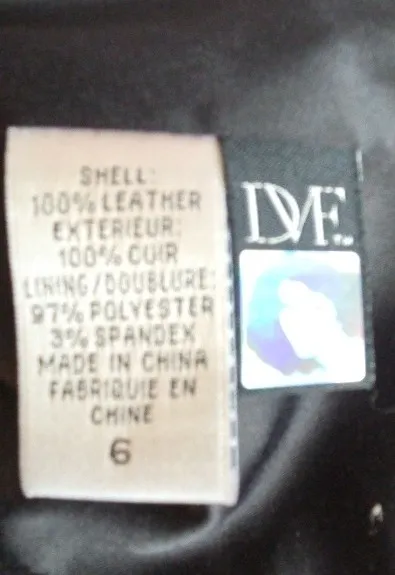 SHELL:
100% LEATHER
EXTERIEUR:
100% CUIR
LINING/DOUBLURE:
97% POLYESTER
3% SPANDEX
MADE IN CHINA
FABRIQUIE EN
CHINE
6
DVF™